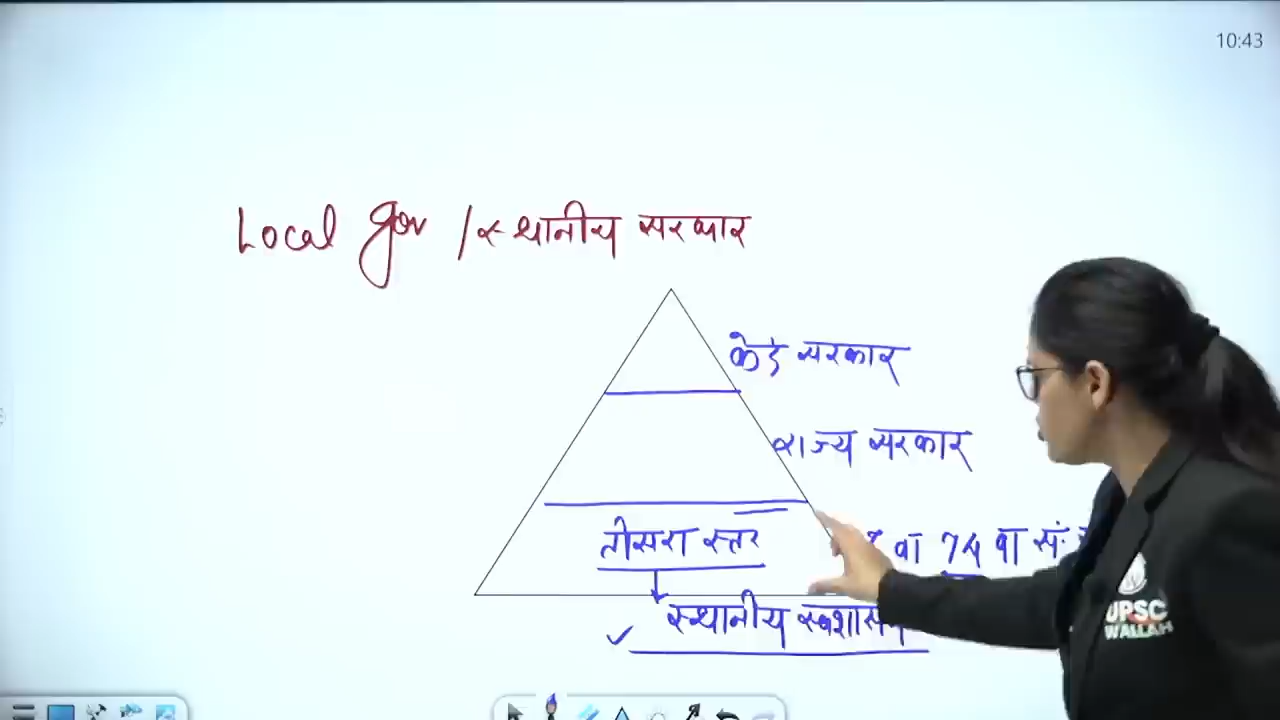 10:43
Local gov / स्थानीय सरकार
केंद्र सरकार
राज्य सरकार
तीसरा स्तर
वा 74 वा सं.
स्थानीय स्वशासन
UPSC
WALLAH